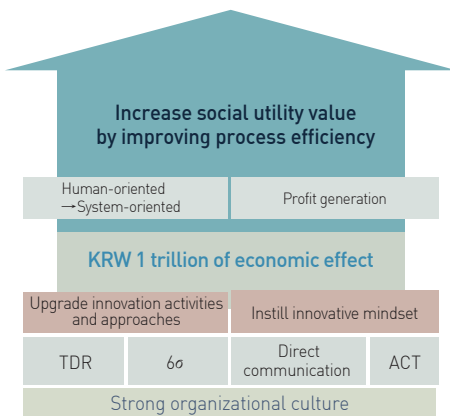 Increase social utility value
by improving process efficiency
Human-oriented
→System-oriented
Profit generation
KRW 1 trillion of economic effect
Upgrade innovation activities
and approaches
Instill innovative mindset
TDR
6σ
Direct
communication
ACT
Strong organizational culture